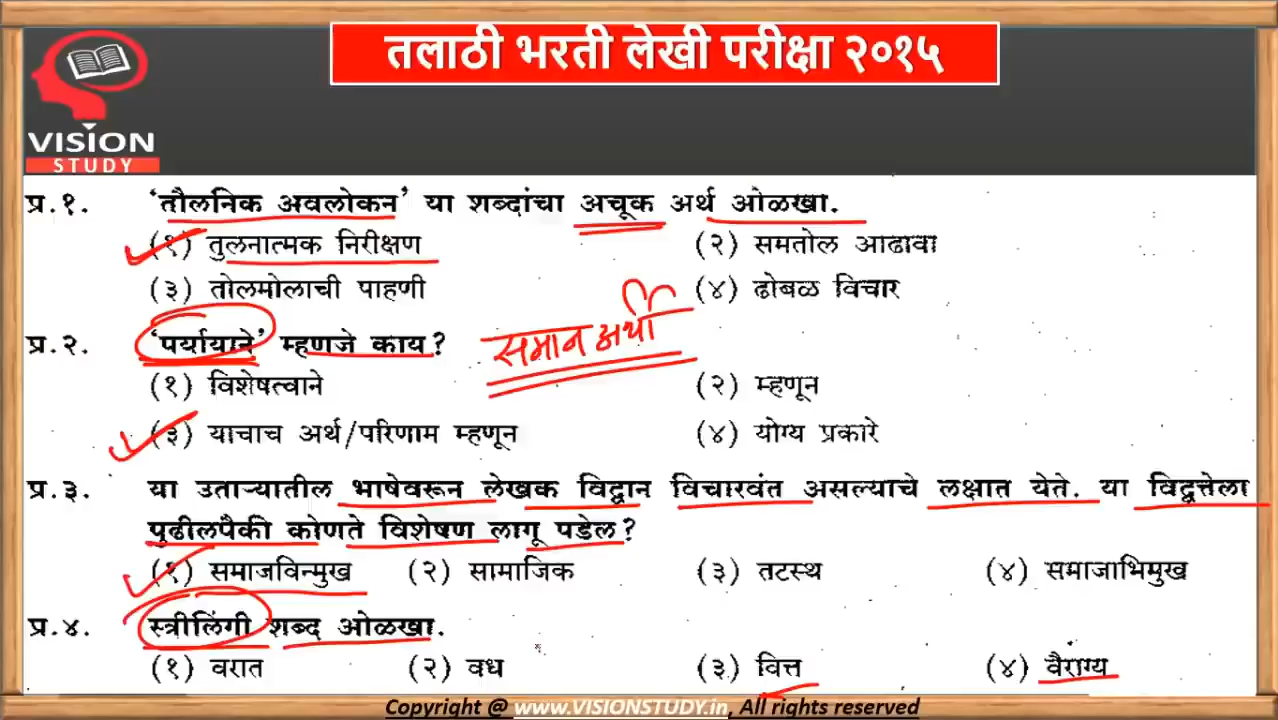 तलाठी भरती लेखी परीक्षा २०१५
VISION
STUDY
प्र.१. 'तौलनिक अवलोकन' या शब्दांचा अचूक अर्थ ओळखा.
(१) तुलनात्मक निरीक्षण (२) समतोल आढावा
(३) तोलमोलाची पाहणी (४) ढोबळ विचार
प्र.२. 'पर्यायाने' म्हणजे काय?
समान अर्थी
(१) विशेषत्वाने (२) म्हणून
(३) याचाच अर्थ/परिणाम म्हणून (४) योग्य प्रकारे
प्र.३. या उताऱ्यातील भाषेवरून लेखक विद्वान विचारवंत असल्याचे लक्षात येते. या विद्वत्तेला
पुढीलपैकी कोणते विशेषण लागू पडेल?
(१) समाजविन्मुख (२) सामाजिक (३) तटस्थ (४) समाजाभिमुख
प्र.४. स्त्रीलिंगी शब्द ओळखा.
(१) वरात (२) वध (३) वित्त (४) वैराग्य
Copyright @ www.VISIONSTUDY.in, All rights reserved